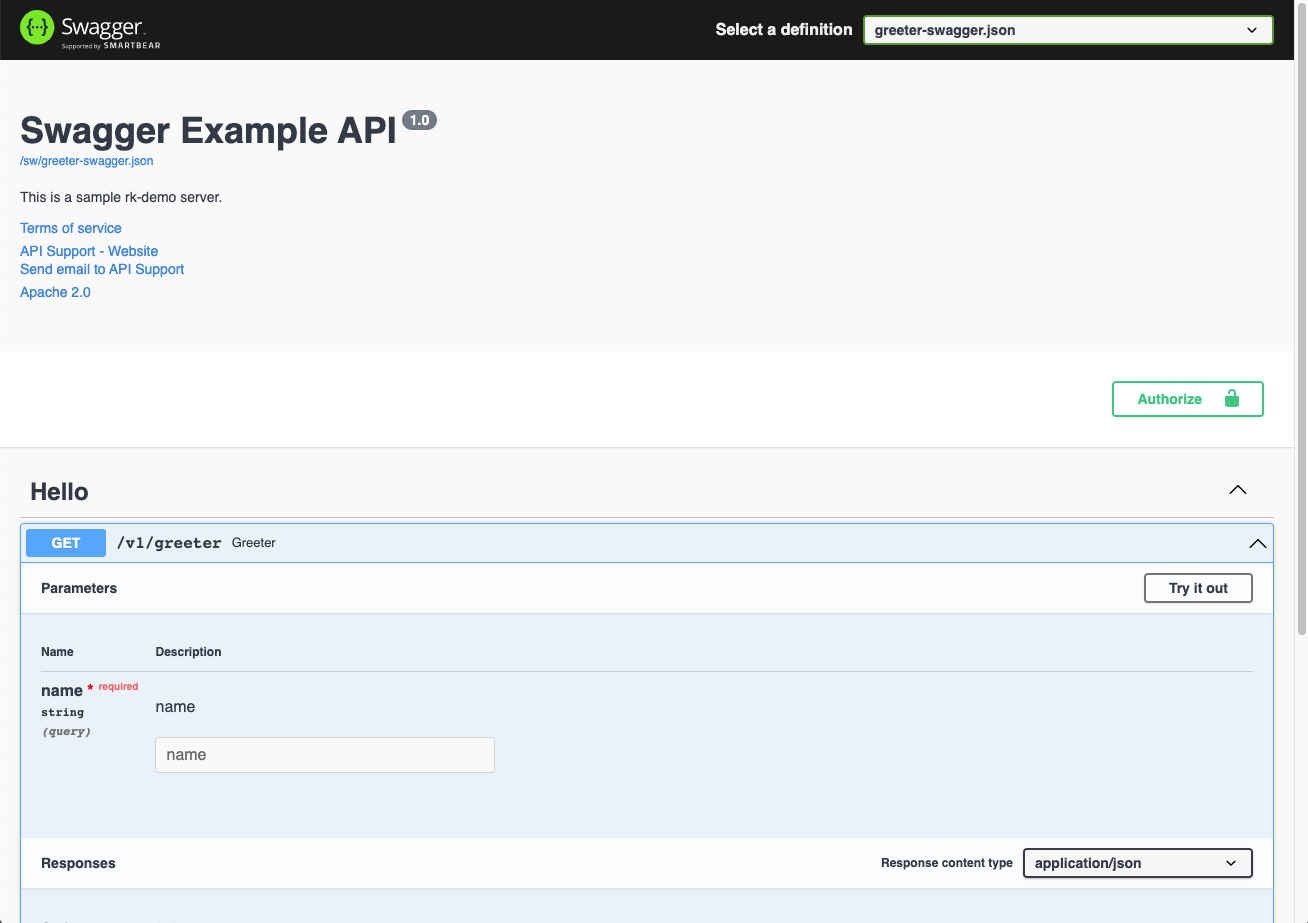 {···} Swagger
Supported by SMARTBEAR
Select a definition
greeter-swagger.json
Swagger Example API 1.0
/sw/greeter-swagger.json
This is a sample rk-demo server.
Terms of service
API Support - Website
Send email to API Support
Apache 2.0
Authorize
Hello
GET /v1/greeter Greeter
Parameters
Try it out
Name Description
name * required
string
(query)
name
name
Responses
Response content type
application/json